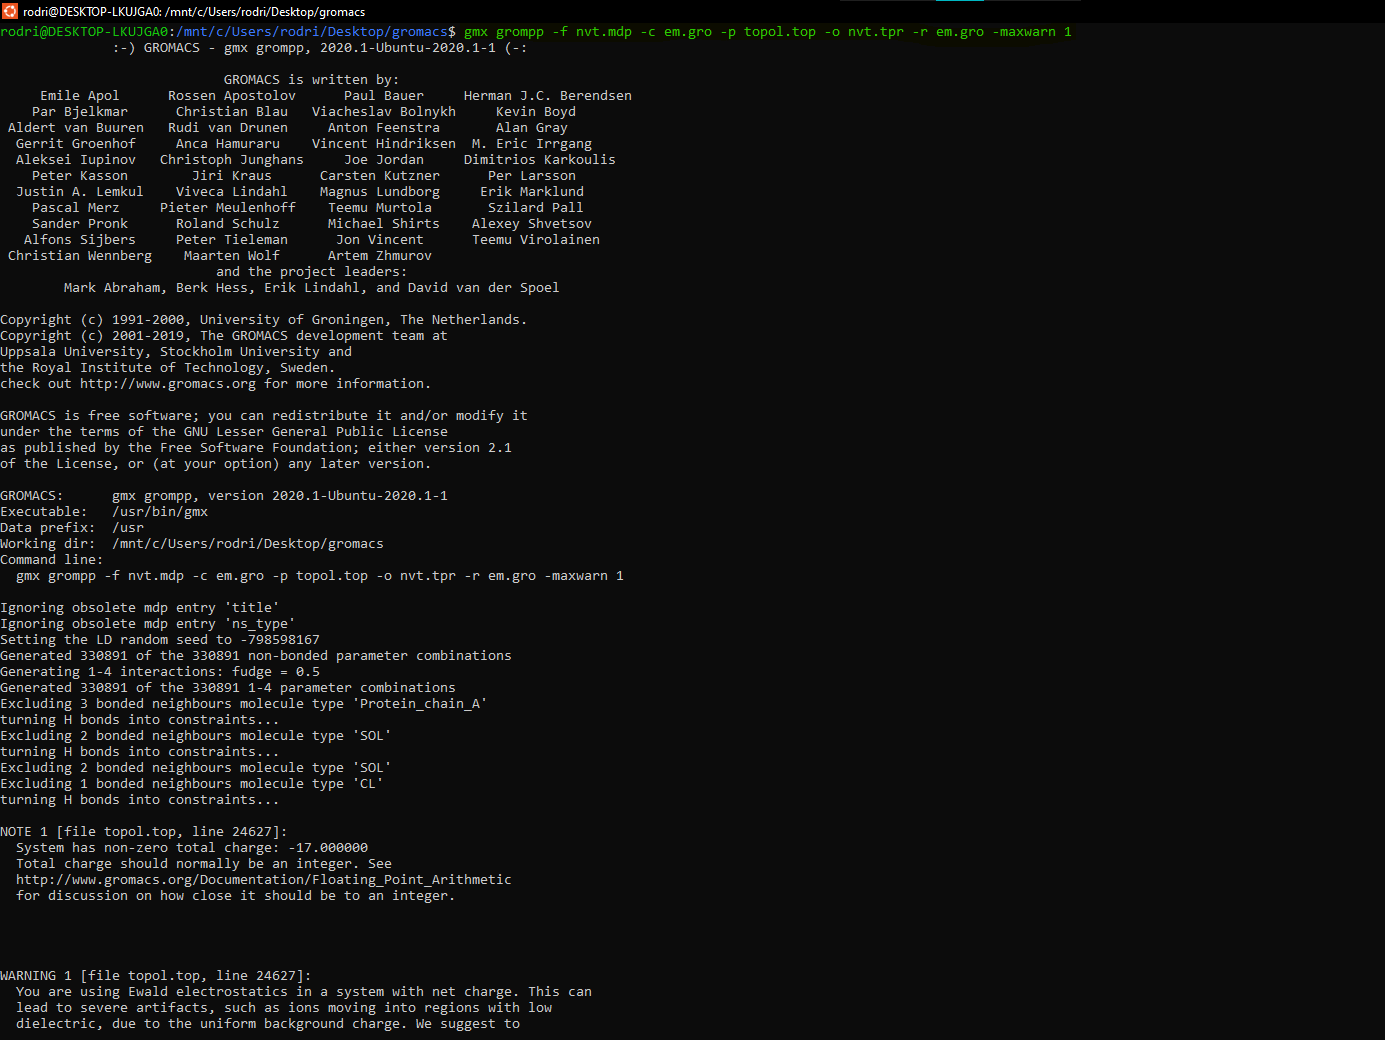 rodri@DESKTOP-LKUJGA0: /mnt/c/Users/rodri/Desktop/gromacs
rodri@DESKTOP-LKUJGA0:/mnt/c/Users/rodri/Desktop/gromacs$ gmx grompp -f nvt.mdp -c em.gro -p topol.top -o nvt.tpr -r em.gro -maxwarn 1
:-) GROMACS - gmx grompp, 2020.1-Ubuntu-2020.1-1 (-:
GROMACS is written by:
Emile Apol Rossen Apostolov Paul Bauer Herman J.C. Berendsen
Par Bjelkmar Christian Blau Viacheslav Bolnykh Kevin Boyd
Aldert van Buuren Rudi van Drunen Anton Feenstra Alan Gray
Gerrit Groenhof Anca Hamuraru Vincent Hindriksen M. Eric Irrgang
Aleksei Iupinov Christoph Junghans Joe Jordan Dimitrios Karkoulis
Peter Kasson Jiri Kraus Carsten Kutzner Per Larsson
Justin A. Lemkul Viveca Lindahl Magnus Lundborg Erik Marklund
Pascal Merz Pieter Meulenhoff Teemu Murtola Szilard Pall
Sander Pronk Roland Schulz Michael Shirts Alexey Shvetsov
Alfons Sijbers Peter Tieleman Jon Vincent Teemu Virolainen
Christian Wennberg Maarten Wolf Artem Zhmurov
and the project leaders:
Mark Abraham, Berk Hess, Erik Lindahl, and David van der Spoel
Copyright (c) 1991-2000, University of Groningen, The Netherlands.
Copyright (c) 2001-2019, The GROMACS development team at
Uppsala University, Stockholm University and
the Royal Institute of Technology, Sweden.
check out http://www.gromacs.org for more information.
GROMACS is free software; you can redistribute it and/or modify it
under the terms of the GNU Lesser General Public License
as published by the Free Software Foundation; either version 2.1
of the License, or (at your option) any later version.
GROMACS: gmx grompp, version 2020.1-Ubuntu-2020.1-1
Executable: /usr/bin/gmx
Data prefix: /usr
Working dir: /mnt/c/Users/rodri/Desktop/gromacs
Command line:
gmx grompp -f nvt.mdp -c em.gro -p topol.top -o nvt.tpr -r em.gro -maxwarn 1
Ignoring obsolete mdp entry 'title'
Ignoring obsolete mdp entry 'ns_type'
Setting the LD random seed to -798598167
Generated 330891 of the 330891 non-bonded parameter combinations
Generating 1-4 interactions: fudge = 0.5
Generated 330891 of the 330891 1-4 parameter combinations
Excluding 3 bonded neighbours molecule type 'Protein_chain_A'
turning H bonds into constraints...
Excluding 2 bonded neighbours molecule type 'SOL'
turning H bonds into constraints...
Excluding 2 bonded neighbours molecule type 'SOL'
Excluding 1 bonded neighbours molecule type 'CL'
turning H bonds into constraints...
NOTE 1 [file topol.top, line 24627]:
System has non-zero total charge: -17.000000
Total charge should normally be an integer. See
http://www.gromacs.org/Documentation/Floating_Point_Arithmetic
for discussion on how close it should be to an integer.
WARNING 1 [file topol.top, line 24627]:
You are using Ewald electrostatics in a system with net charge. This can
lead to severe artifacts, such as ions moving into regions with low
dielectric, due to the uniform background charge. We suggest to